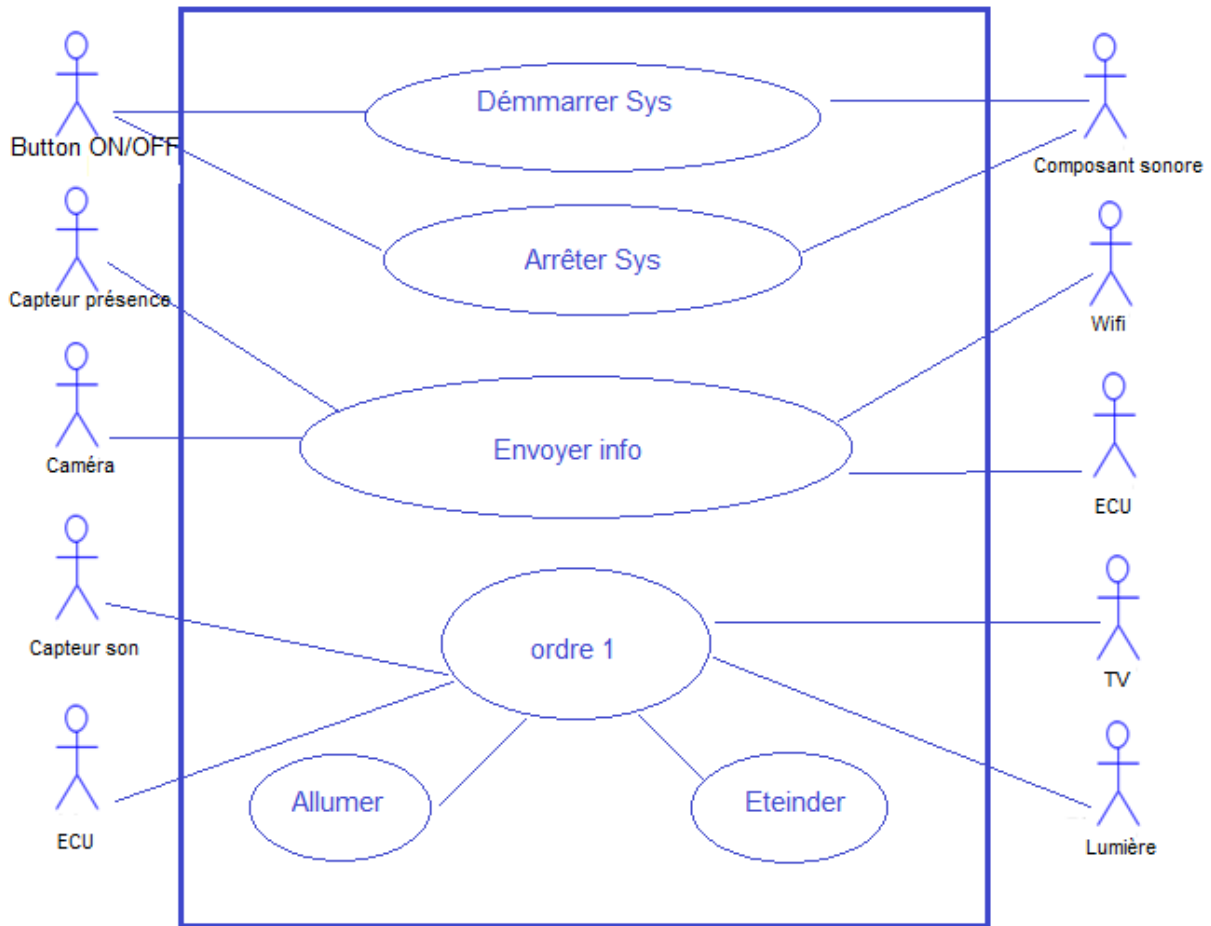 Démmarrer Sys
Button ON/OFF
Composant sonore
Arrêter Sys
Capteur présence
Wifi
Caméra
Envoyer info
ECU
Capteur son
ordre 1
TV
Allumer
Eteinder
ECU
Lumière